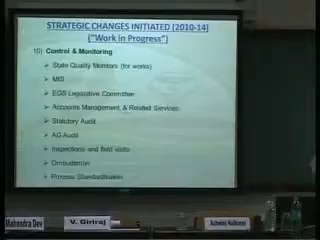 STRATEGIC CHANGES INITIATED (2010-14)
("Work in Progress")
10) Control & Monitoring
➤ State Quality Monitors (for works)
➤ MIS
➤ EGS Legislative Committee
➤ Accounts Management & Related Services
➤ Statutory Audit
➤ AG Audit
➤ Inspections and field visits
➤ Ombudsman
➤ Process Standardisation
Mahendra Dev
V. Giriraj
Ashwini Kulkarni